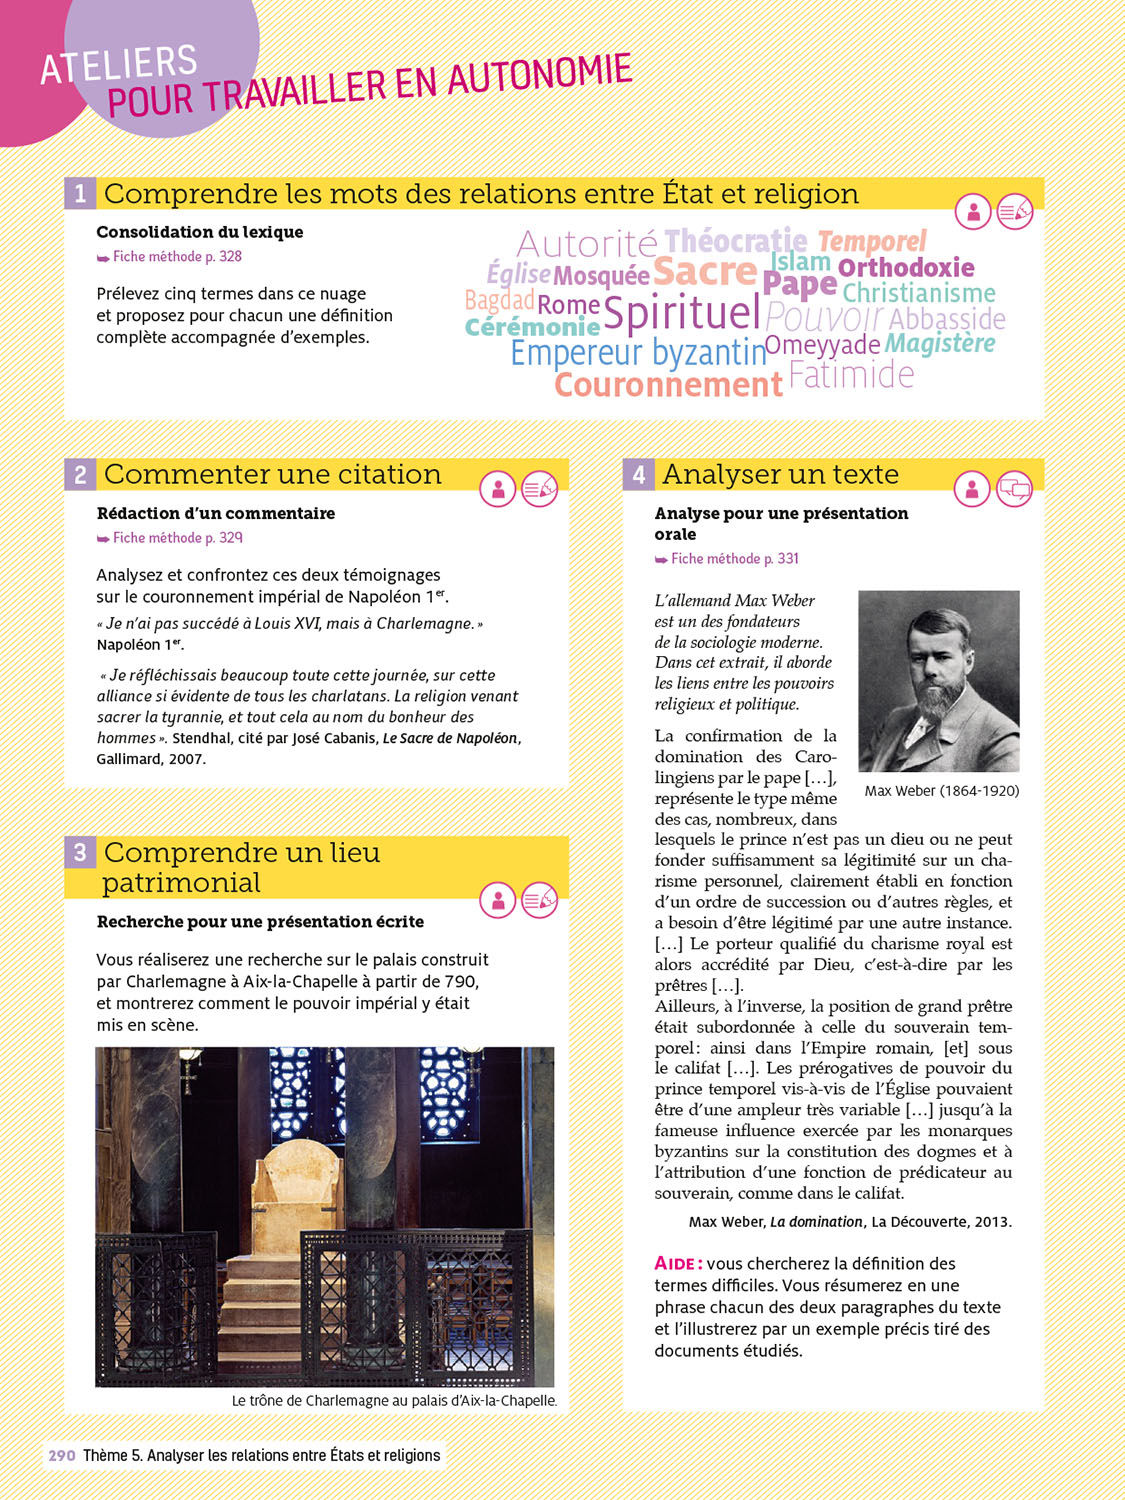 ATELIERS
POUR TRAVAILLER EN AUTONOMIE
1 Comprendre les mots des relations entre État et religion
Consolidation du lexique
➥ Fiche méthode p. 328
Prélevez cinq termes dans ce nuage
et proposez pour chacun une définition
complète accompagnée d'exemples.
Autorité Théocratie Temporel
Église Mosquée Sacre Islam Orthodoxie
Pape Christianisme
Bagdad Rome Spirituel Pouvoir Abbasside
Cérémonie
Empereur byzantin Omeyyade Magistère
Couronnement Fatimide
2 Commenter une citation
Rédaction d'un commentaire
➥ Fiche méthode p. 329
Analysez et confrontez ces deux témoignages
sur le couronnement impérial de Napoléon 1er.
« Je n'ai pas succédé à Louis XVI, mais à Charlemagne. »
Napoléon 1er.
« Je réfléchissais beaucoup toute cette journée, sur cette
alliance si évidente de tous les charlatans. La religion venant
sacrer la tyrannie, et tout cela au nom du bonheur des
hommes ». Stendhal, cité par José Cabanis, Le Sacre de Napoléon,
Gallimard, 2007.
3 Comprendre un lieu
patrimonial
Recherche pour une présentation écrite
Vous réaliserez une recherche sur le palais construit
par Charlemagne à Aix-la-Chapelle à partir de 790,
et montrerez comment le pouvoir impérial y était
mis en scène.
Le trône de Charlemagne au palais d'Aix-la-Chapelle.
4 Analyser un texte
Analyse pour une présentation
orale
➥ Fiche méthode p. 331
L'allemand Max Weber
est un des fondateurs
de la sociologie moderne.
Dans cet extrait, il aborde
les liens entre les pouvoirs
religieux et politique.
Max Weber (1864-1920)
La confirmation de la
domination des Caro-
lingiens par le pape […],
représente le type même
des cas, nombreux, dans
lesquels le prince n'est pas un dieu ou ne peut
fonder suffisamment sa légitimité sur un cha-
risme personnel, clairement établi en fonction
d'un ordre de succession ou d'autres règles, et
a besoin d'être légitimé par une autre instance.
[…] Le porteur qualifié du charisme royal est
alors accrédité par Dieu, c'est-à-dire par les
prêtres […].
Ailleurs, à l'inverse, la position de grand prêtre
était subordonnée à celle du souverain tem-
porel : ainsi dans l'Empire romain, [et] sous
le califat […]. Les prérogatives de pouvoir du
prince temporel vis-à-vis de l'Église pouvaient
être d'une ampleur très variable […] jusqu'à la
fameuse influence exercée par les monarques
byzantins sur la constitution des dogmes et à
l'attribution d'une fonction de prédicateur au
souverain, comme dans le califat.
Max Weber, La domination, La Découverte, 2013.
AIDE : vous chercherez la définition des
termes difficiles. Vous résumerez en une
phrase chacun des deux paragraphes du texte
et l'illustrerez par un exemple précis tiré des
documents étudiés.
290 Thème 5. Analyser les relations entre États et religions